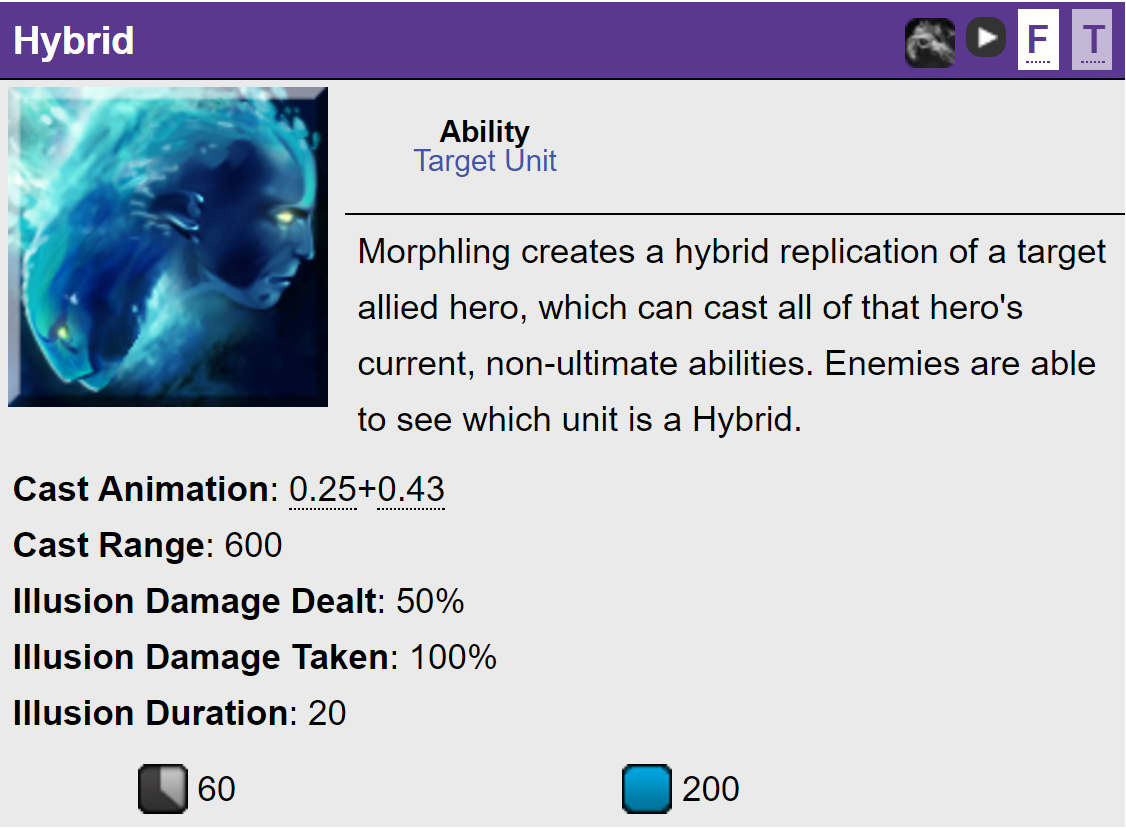 Hybrid
F T
Ability
Target Unit
Morphling creates a hybrid replication of a target
allied hero, which can cast all of that hero's
current, non-ultimate abilities. Enemies are able
to see which unit is a Hybrid.
Cast Animation: 0.25+0.43
Cast Range: 600
Illusion Damage Dealt: 50%
Illusion Damage Taken: 100%
Illusion Duration: 20
60
200